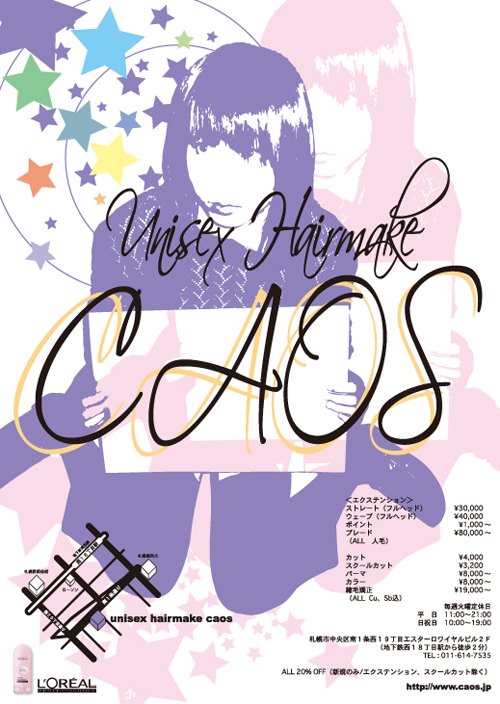 Unisex Hairmake
CAOS
＜エクステンション＞
ストレート（フルヘッド） ¥30,000
ウェーブ（フルヘッド） ¥40,000
ポイント ¥1,000～
ブレード ¥80,000～
（ALL 人毛）
カット ¥4,000
スクールカット ¥3,200
パーマ ¥8,000～
カラー ¥8,000～
縮毛矯正 ¥19,000～
（ALL Cu、Sb込）
毎週火曜定休日
平 日 11:00～21:00
日祝日 10:00～19:00
ローソン
unisex hairmake caos
札幌市中央区南１条西１９丁目エスターロワイヤルビル２Ｆ
（地下鉄西１８丁目駅から徒歩２分）
TEL : 011-614-7535
ALL 20% OFF（新規のみ/エクステンション、スクールカット除く）
L'ORÉAL
http://www.caos.jp